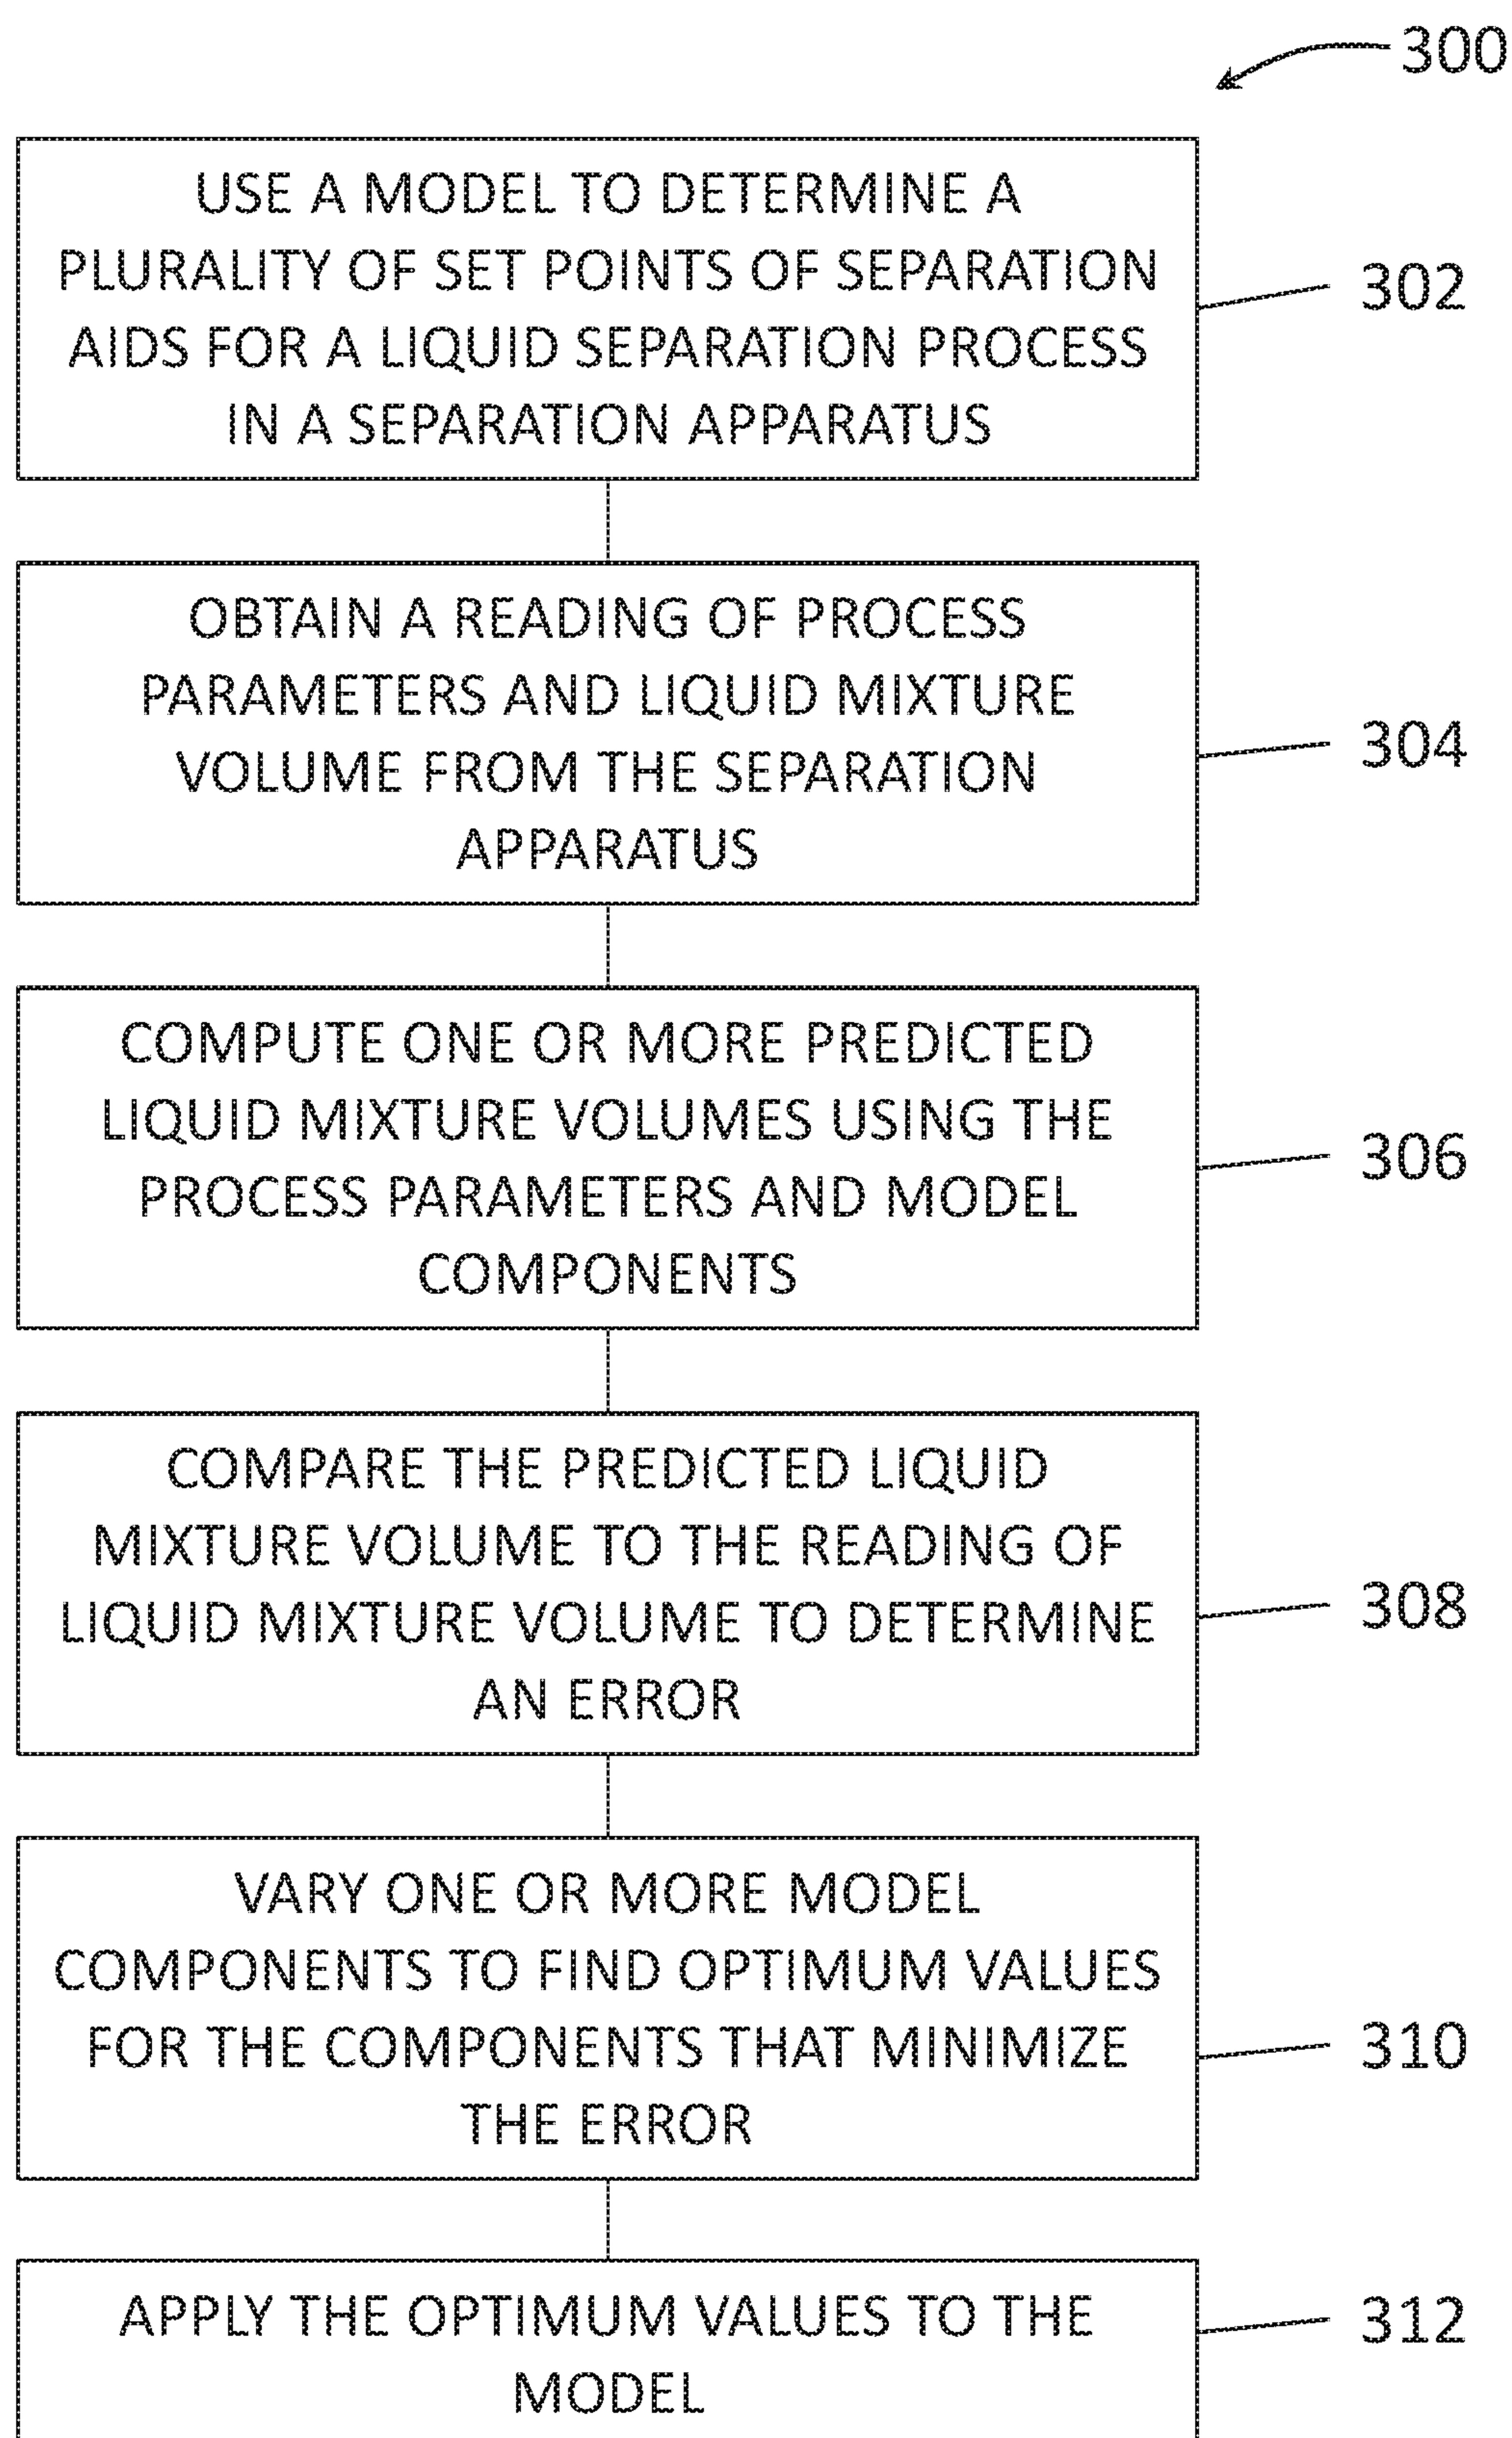 300
USE A MODEL TO DETERMINE A
PLURALITY OF SET POINTS OF SEPARATION
AIDS FOR A LIQUID SEPARATION PROCESS
IN A SEPARATION APPARATUS
302
OBTAIN A READING OF PROCESS
PARAMETERS AND LIQUID MIXTURE
VOLUME FROM THE SEPARATION
APPARATUS
304
COMPUTE ONE OR MORE PREDICTED
LIQUID MIXTURE VOLUMES USING THE
PROCESS PARAMETERS AND MODEL
COMPONENTS
306
COMPARE THE PREDICTED LIQUID
MIXTURE VOLUME TO THE READING OF
LIQUID MIXTURE VOLUME TO DETERMINE
AN ERROR
308
VARY ONE OR MORE MODEL
COMPONENTS TO FIND OPTIMUM VALUES
FOR THE COMPONENTS THAT MINIMIZE
THE ERROR
310
APPLY THE OPTIMUM VALUES TO THE
MODEL
312